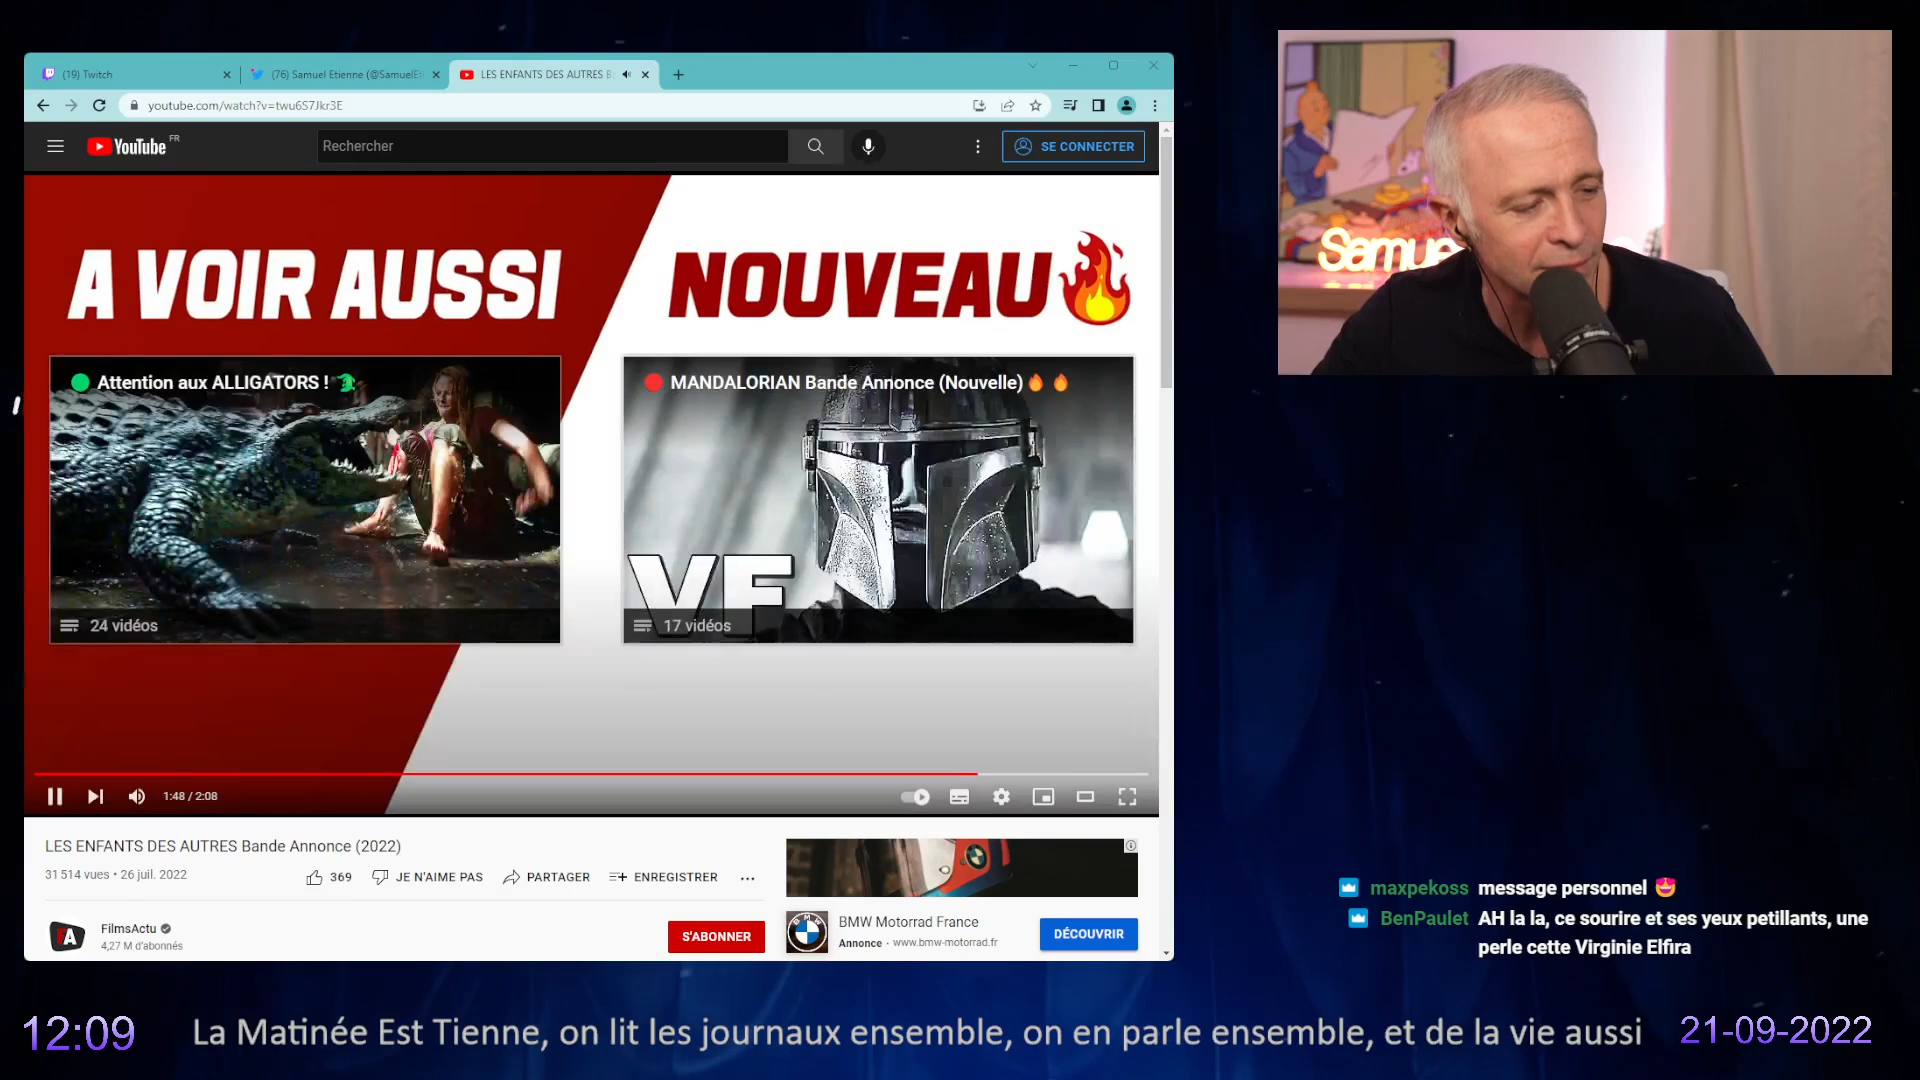 (19) Twitch
(76) Samuel Etienne (@SamuelEt
LES ENFANTS DES AUTRES B
youtube.com/watch?v=twu6S7Jkr3E
YouTube FR
Rechercher
SE CONNECTER
A VOIR AUSSI
NOUVEAU
Attention aux ALLIGATORS !
MANDALORIAN Bande Annonce (Nouvelle)
VF
24 vidéos
17 vidéos
1:48 / 2:08
LES ENFANTS DES AUTRES Bande Annonce (2022)
31 514 vues • 26 juil. 2022
369
JE N'AIME PAS
PARTAGER
ENREGISTRER
FA
FilmsActu
4,27 M d'abonnés
S'ABONNER
BMW
BMW Motorrad France
Annonce · www.bmw-motorrad.fr
DÉCOUVRIR
Samue
maxpekoss message personnel
BenPaulet AH la la, ce sourire et ses yeux petillants, une
perle cette Virginie Elfira
12:09
La Matinée Est Tienne, on lit les journaux ensemble, on en parle ensemble, et de la vie aussi
21-09-2022